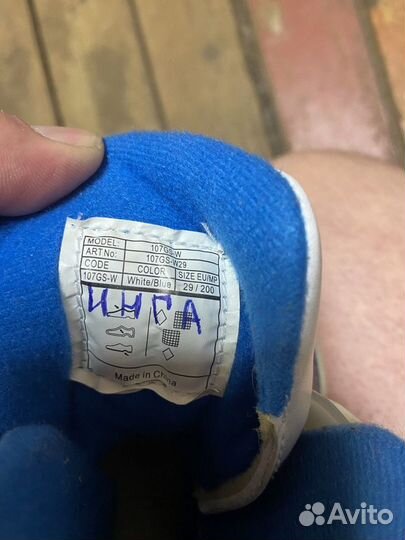 MODEL: 107GS-W
ART No: 107GS-W29
CODE COLOR SIZE EU/MP
107GS-W White/Blue 29 / 200
ИНГА
Made in China
Avito